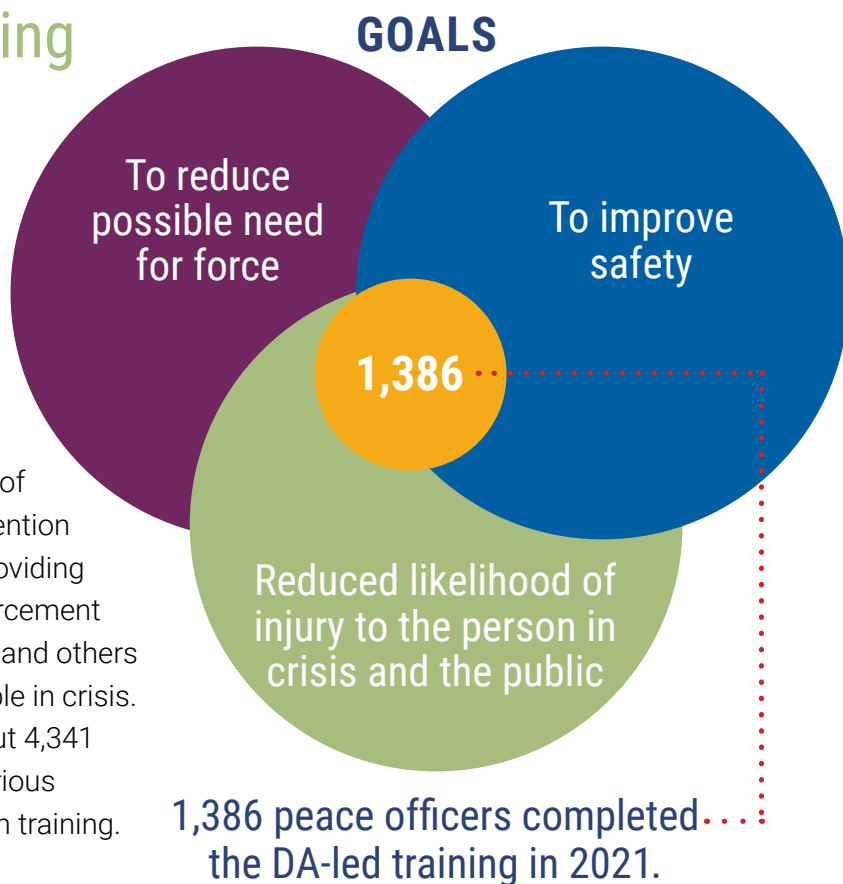 ing
GOALS
To reduce
possible need
for force
To improve
safety
1,386
of
ention
oviding
rcement
and others
ple in crisis.
ut 4,341
rious
n training.
Reduced likelihood of
injury to the person in
crisis and the public
1,386 peace officers completed
the DA-led training in 2021.